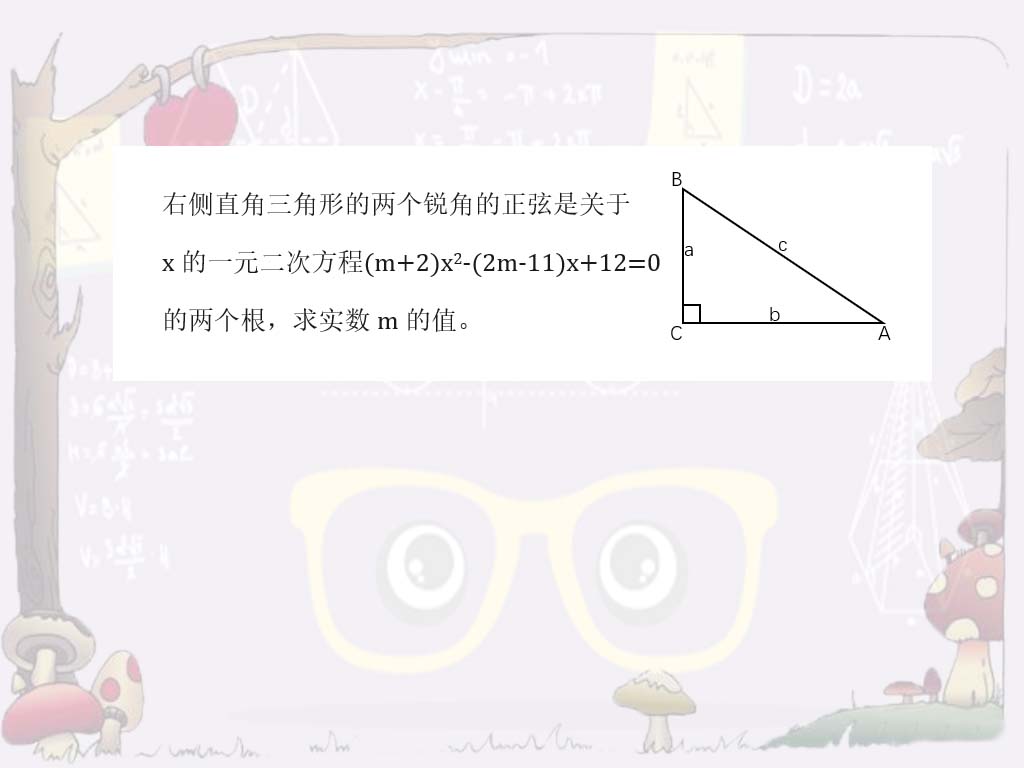 右侧直角三角形的两个锐角的正弦是关于
x 的一元二次方程(m+2)x²-(2m-11)x+12=0
的两个根，求实数 m 的值。
B
a
c
b
C
A
D=2a